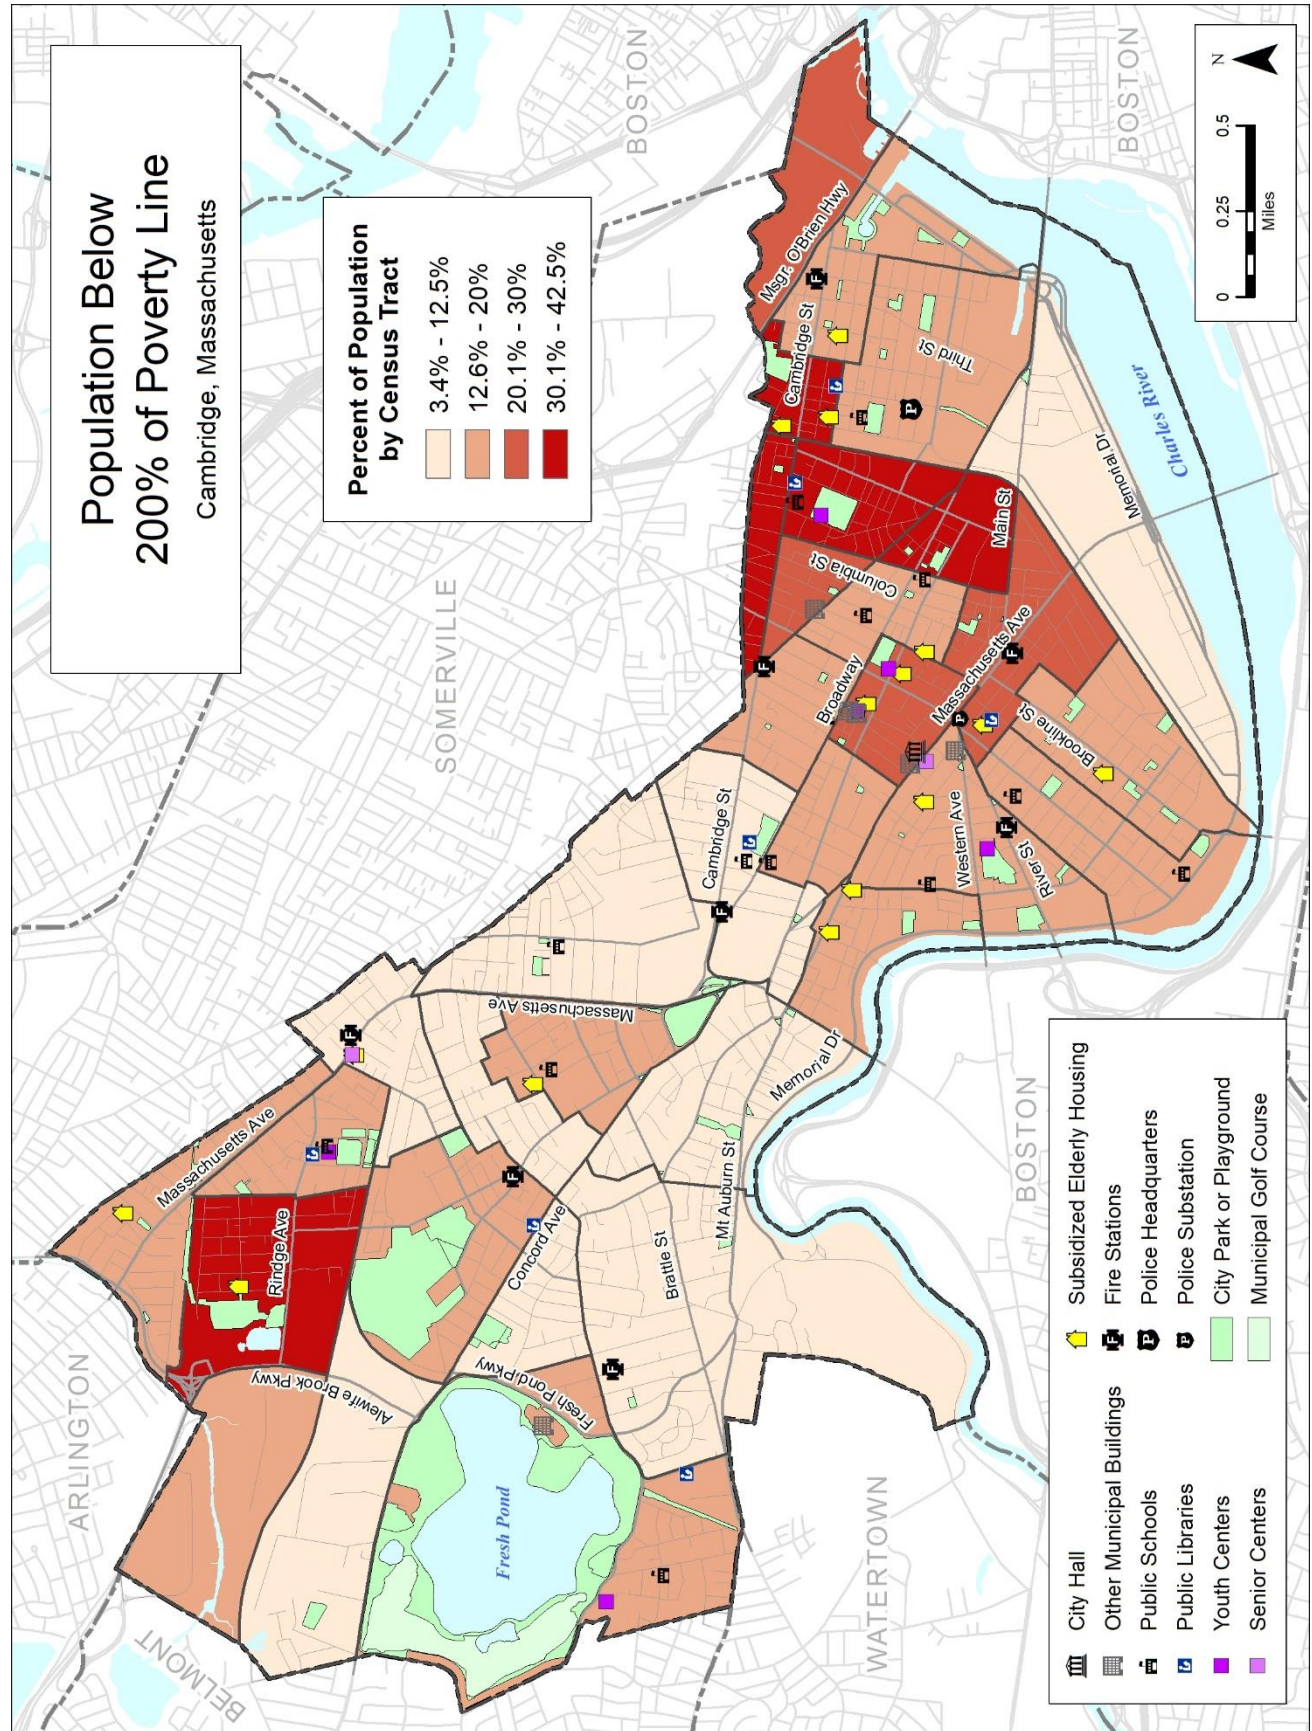 Population Below
200% of Poverty Line
Cambridge, Massachusetts
Percent of Population
by Census Tract
3.4% - 12.5%
12.6% - 20%
20.1% - 30%
30.1% - 42.5%
ARLINGTON
BELMONT
SOMERVILLE
BOSTON
BOSTON
BOSTON
WATERTOWN
Massachusetts Ave
Rindge Ave
Alewife Brook Pkwy
Fresh Pond
Fresh Pond Pkwy
Concord Ave
Brattle St
Mt Auburn St
Memorial Dr
Massachusetts Ave
Cambridge St
Broadway
Columbia St
Cambridge St
Msgr. O'Brien Hwy
Third St
Main St
Massachusetts Ave
Western Ave
River St
Brookline St
Memorial Dr
Charles River
City Hall
Other Municipal Buildings
Public Schools
Public Libraries
Youth Centers
Senior Centers
Subsidized Elderly Housing
F Fire Stations
P Police Headquarters
P Police Substation
City Park or Playground
Municipal Golf Course
N
0 0.25 0.5
Miles